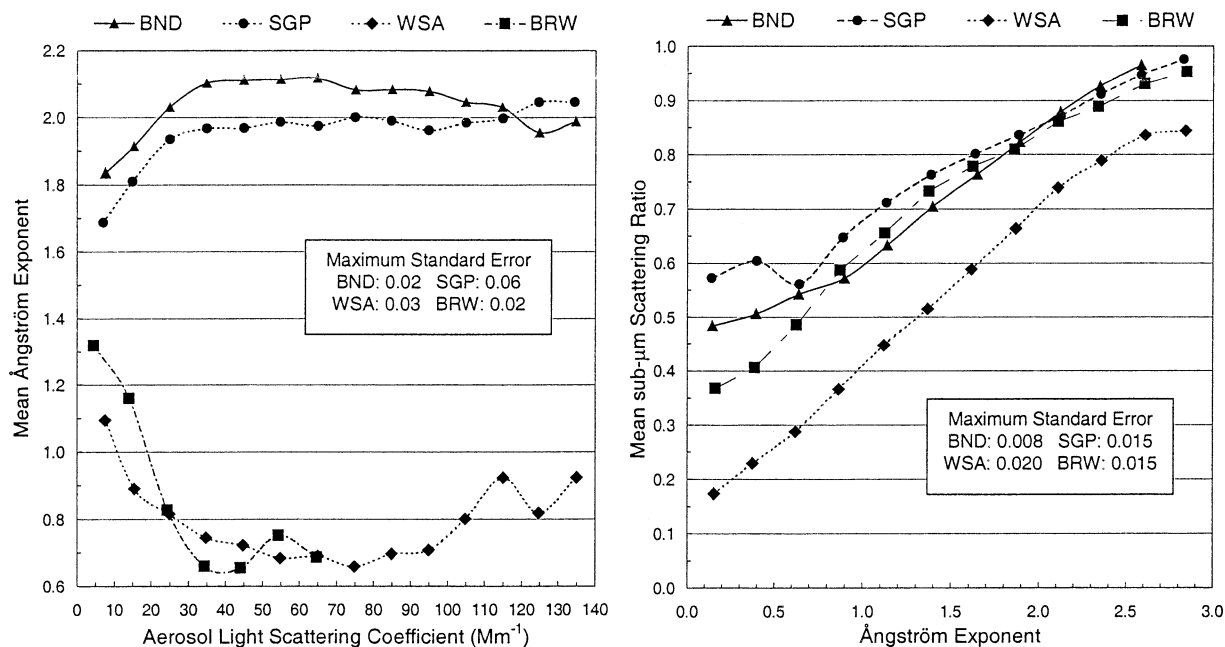 BND SGP WSA BRW
2.2
2.0
1.8
1.6
1.4
1.2
1.0
0.8
0.6
Mean Ångström Exponent
Maximum Standard Error
BND: 0.02 SGP: 0.06
WSA: 0.03 BRW: 0.02
0 10 20 30 40 50 60 70 80 90 100 110 120 130 140
Aerosol Light Scattering Coefficient (Mm⁻¹)
BND SGP WSA BRW
1.0
0.9
0.8
0.7
0.6
0.5
0.4
0.3
0.2
0.1
0.0
Mean sub-µm Scattering Ratio
Maximum Standard Error
BND: 0.008 SGP: 0.015
WSA: 0.020 BRW: 0.015
0.0 0.5 1.0 1.5 2.0 2.5 3.0
Ångström Exponent